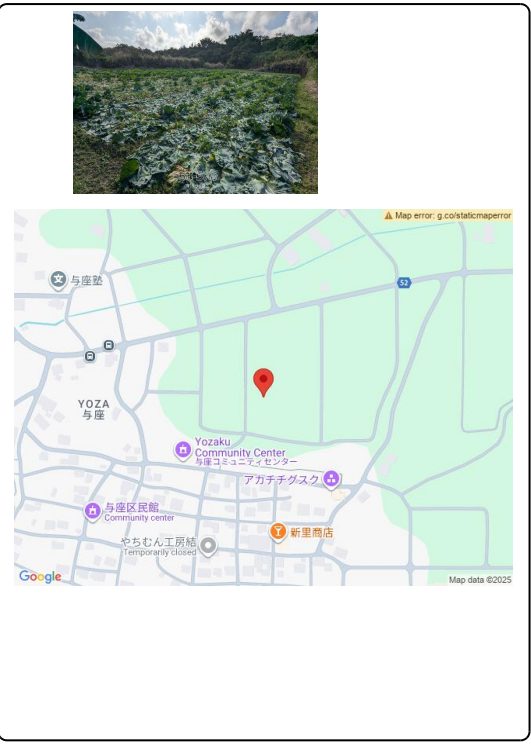 Map error: g.co/staticmaperror
52
与座塾
YOZA
与座
Yozaku
Community Center
与座コミュニティセンター
アカチチグスク
与座区民館
Community center
新里商店
やちむん工房結
Temporarily closed
Google
Map data ©2025